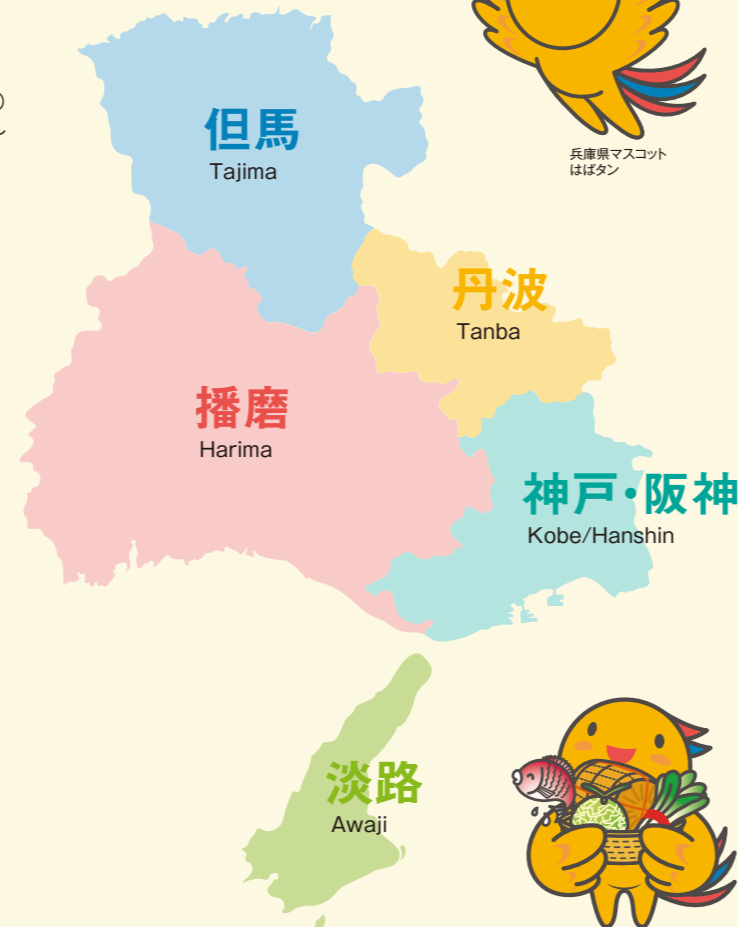 兵庫県マスコット
はばタン
但馬
Tajima
丹波
Tanba
播磨
Harima
神戸・阪神
Kobe/Hanshin
淡路
Awaji